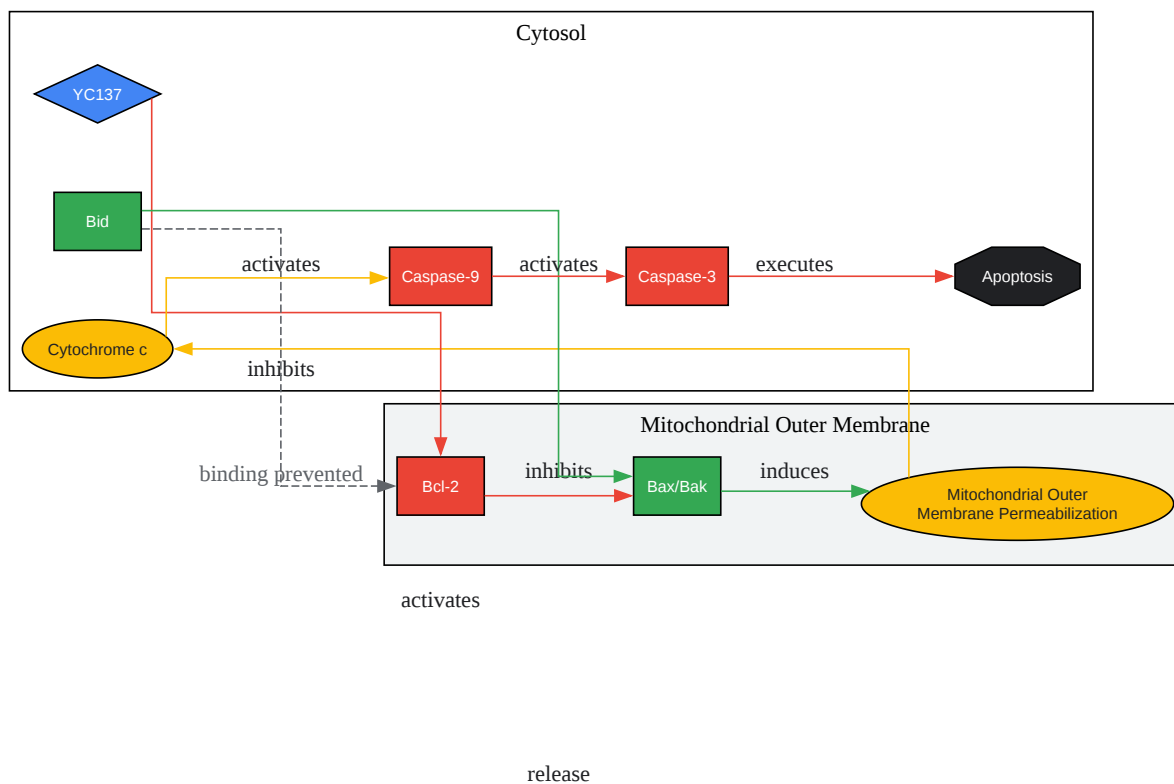 Cytosol
YC137
Bid
activates
Caspase-9
activates
Caspase-3
executes
Apoptosis
Cytochrome c
inhibits
Mitochondrial Outer Membrane
binding prevented
Bcl-2
inhibits
Bax/Bak
induces
Mitochondrial Outer
Membrane Permeabilization
activates
release